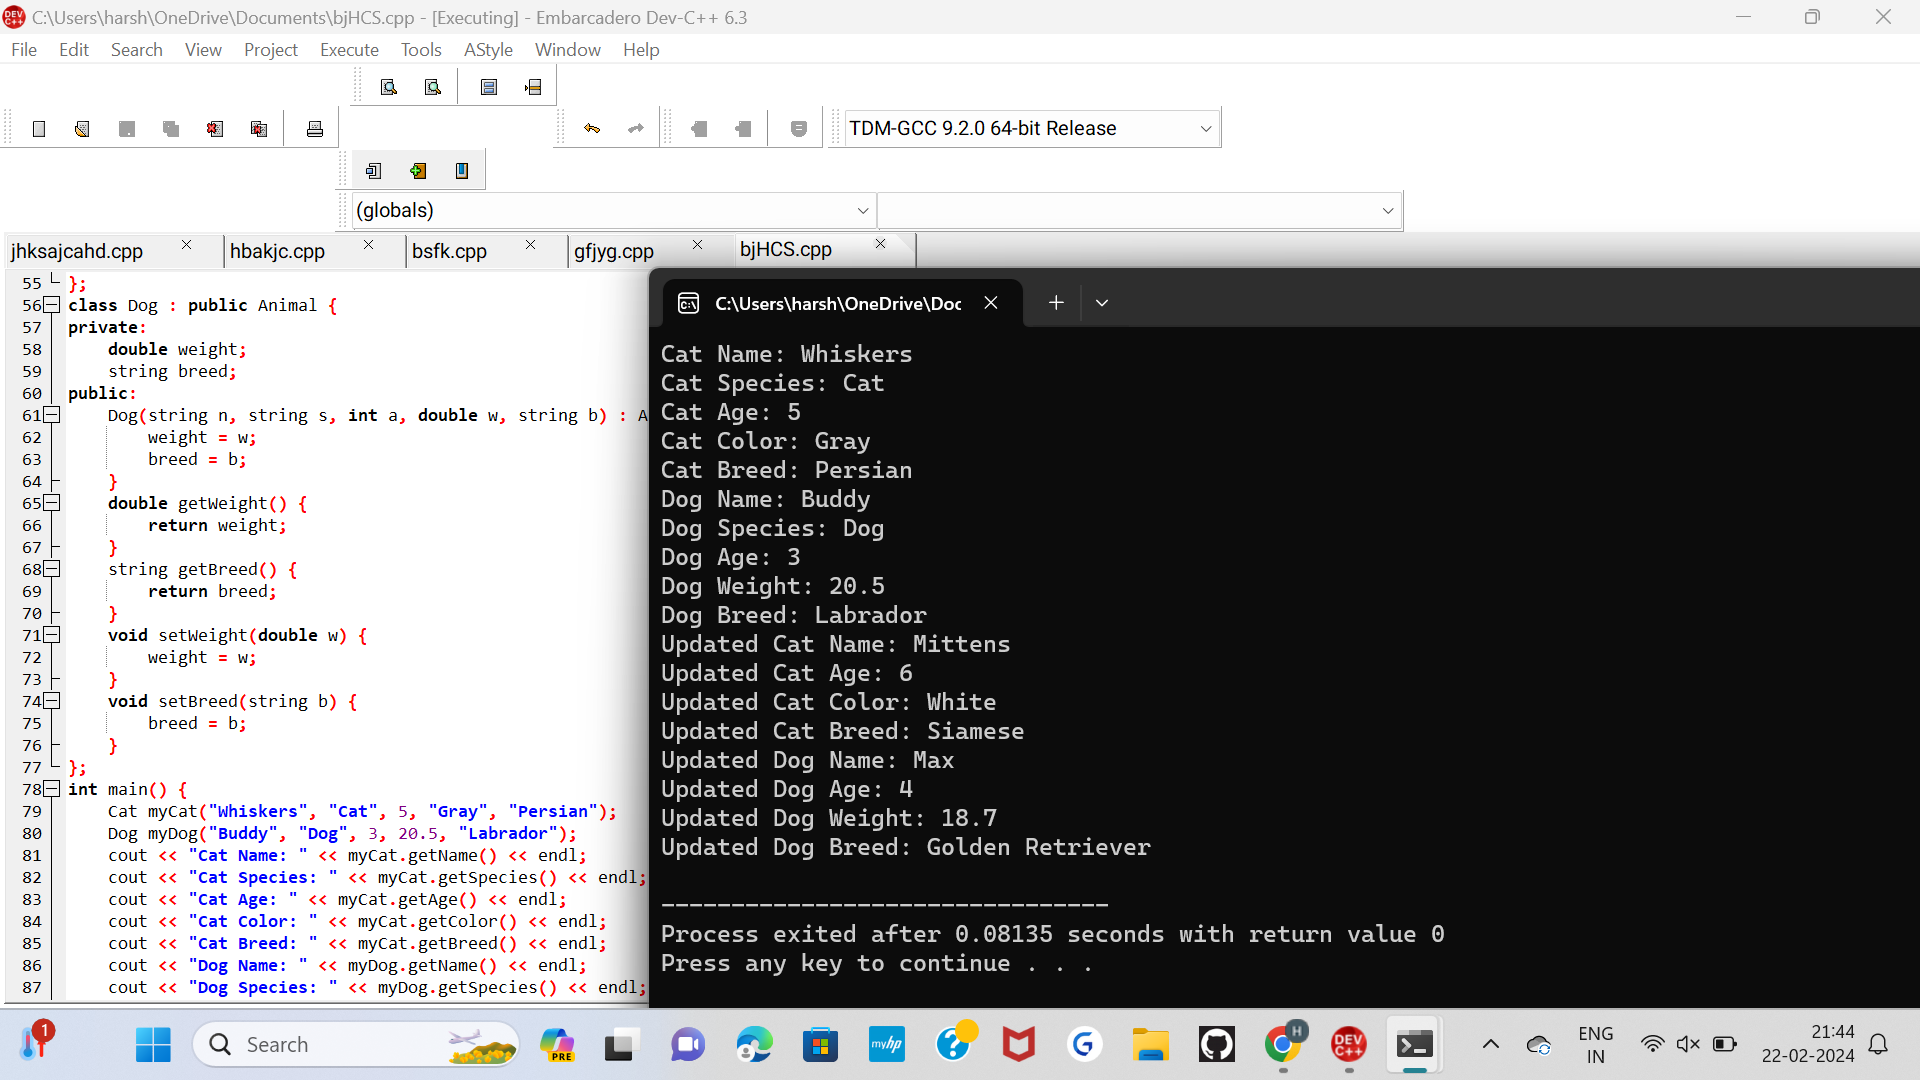 C:\Users\harsh\OneDrive\Documents\bjHCS.cpp - [Executing] - Embarcadero Dev-C++ 6.3
File Edit Search View Project Execute Tools AStyle Window Help
TDM-GCC 9.2.0 64-bit Release
(globals)
jhksajcahd.cpp hbakjc.cpp bsfk.cpp gfjyg.cpp bjHCS.cpp
55 };
56 class Dog : public Animal {
57 private:
58 double weight;
59 string breed;
60 public:
61 Dog(string n, string s, int a, double w, string b) : A
62 weight = w;
63 breed = b;
64 }
65 double getWeight() {
66 return weight;
67 }
68 string getBreed() {
69 return breed;
70 }
71 void setWeight(double w) {
72 weight = w;
73 }
74 void setBreed(string b) {
75 breed = b;
76 }
77 };
78 int main() {
79 Cat myCat("Whiskers", "Cat", 5, "Gray", "Persian");
80 Dog myDog("Buddy", "Dog", 3, 20.5, "Labrador");
81 cout << "Cat Name: " << myCat.getName() << endl;
82 cout << "Cat Species: " << myCat.getSpecies() << endl;
83 cout << "Cat Age: " << myCat.getAge() << endl;
84 cout << "Cat Color: " << myCat.getColor() << endl;
85 cout << "Cat Breed: " << myCat.getBreed() << endl;
86 cout << "Dog Name: " << myDog.getName() << endl;
87 cout << "Dog Species: " << myDog.getSpecies() << endl;
C:\Users\harsh\OneDrive\Doc
Cat Name: Whiskers
Cat Species: Cat
Cat Age: 5
Cat Color: Gray
Cat Breed: Persian
Dog Name: Buddy
Dog Species: Dog
Dog Age: 3
Dog Weight: 20.5
Dog Breed: Labrador
Updated Cat Name: Mittens
Updated Cat Age: 6
Updated Cat Color: White
Updated Cat Breed: Siamese
Updated Dog Name: Max
Updated Dog Age: 4
Updated Dog Weight: 18.7
Updated Dog Breed: Golden Retriever
--------------------------------
Process exited after 0.08135 seconds with return value 0
Press any key to continue . . .
1
Search
PRE
myhp
G
H
DEV C++
ENG
IN
21:44
22-02-2024